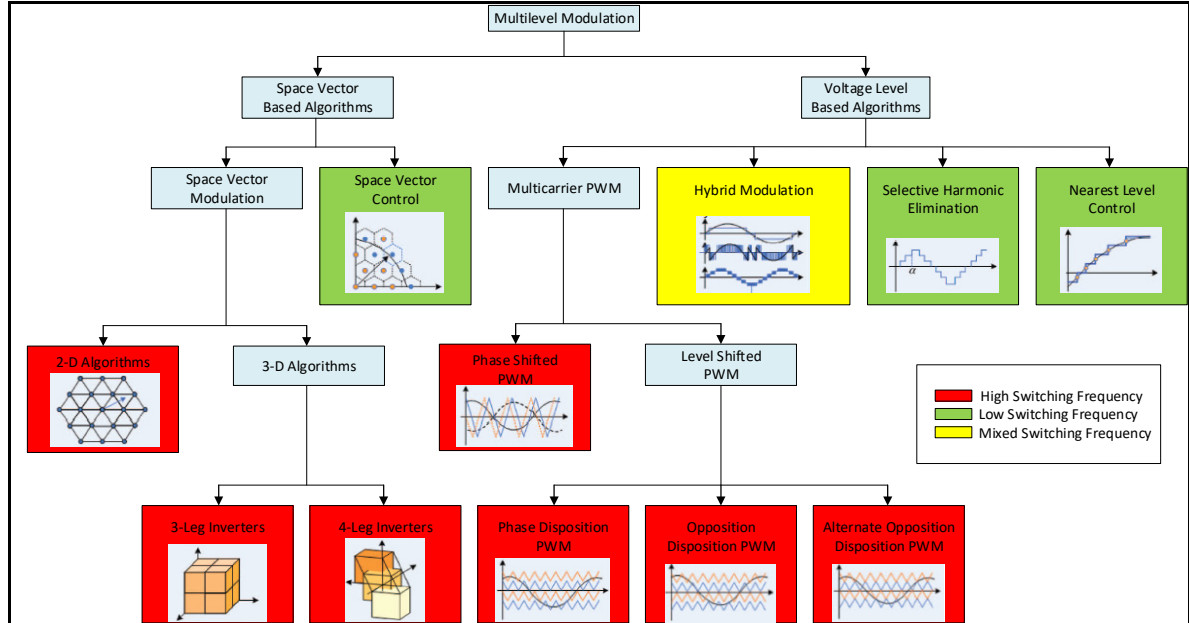 Multilevel Modulation
Space Vector
Based Algorithms
Voltage Level
Based Algorithms
Space Vector
Modulation
Space Vector
Control
Multicarrier PWM
Hybrid Modulation
Selective Harmonic
Elimination
α
Nearest Level
Control
2-D Algorithms
3-D Algorithms
Phase Shifted
PWM
Level Shifted
PWM
High Switching Frequency
Low Switching Frequency
Mixed Switching Frequency
3-Leg Inverters
4-Leg Inverters
Phase Disposition
PWM
Opposition
Disposition PWM
Alternate Opposition
Disposition PWM